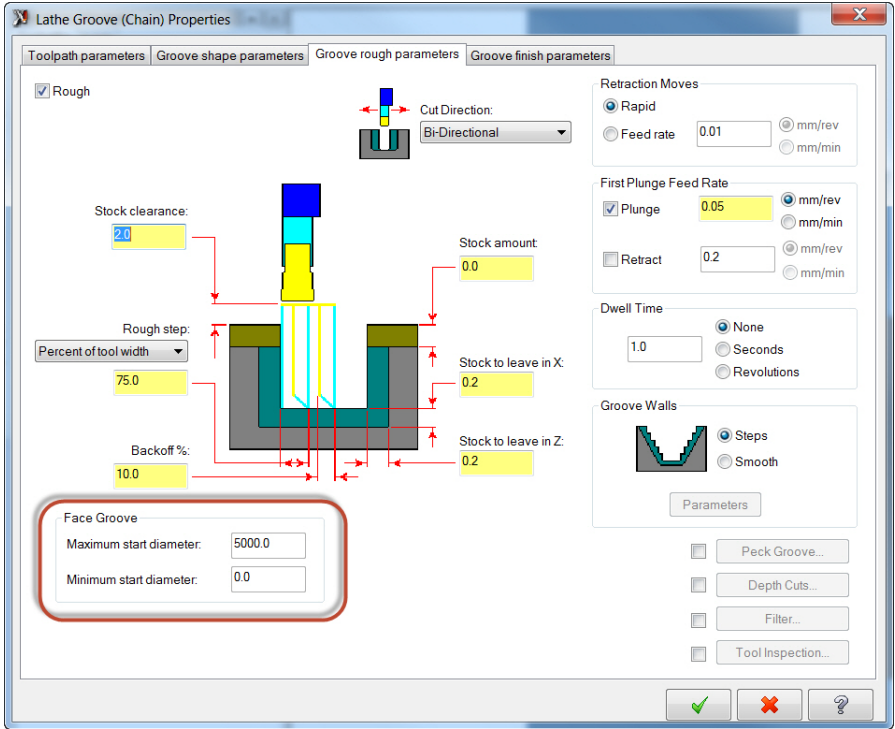 Lathe Groove (Chain) Properties
Toolpath parameters
Groove shape parameters
Groove rough parameters
Groove finish parameters
Rough
Cut Direction:
Bi-Directional
Stock clearance:
2.0
Rough step:
Percent of tool width
75.0
Backoff %:
10.0
Stock amount:
0.0
Stock to leave in X:
0.2
Stock to leave in Z:
0.2
Face Groove
Maximum start diameter: 5000.0
Minimum start diameter: 0.0
Retraction Moves
Rapid
Feed rate 0.01 mm/rev
mm/min
First Plunge Feed Rate
Plunge 0.05 mm/rev
mm/min
Retract 0.2 mm/rev
mm/min
Dwell Time
None
1.0 Seconds
Revolutions
Groove Walls
Steps
Smooth
Parameters
Peck Groove...
Depth Cuts...
Filter...
Tool Inspection...